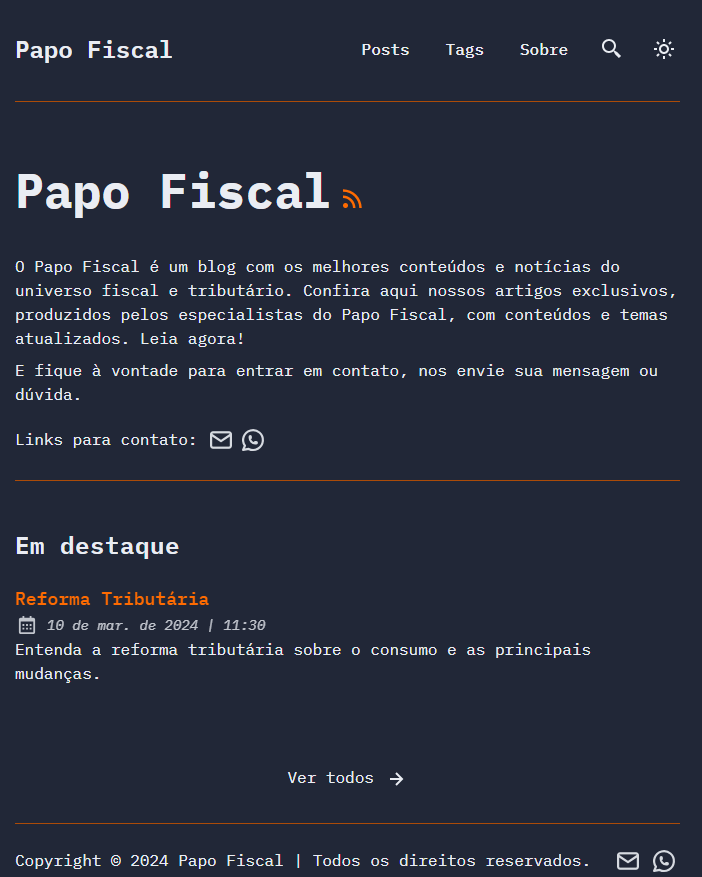 Papo Fiscal
Posts Tags Sobre
Papo Fiscal
O Papo Fiscal é um blog com os melhores conteúdos e notícias do
universo fiscal e tributário. Confira aqui nossos artigos exclusivos,
produzidos pelos especialistas do Papo Fiscal, com conteúdos e temas
atualizados. Leia agora!
E fique à vontade para entrar em contato, nos envie sua mensagem ou
dúvida.
Links para contato:
Em destaque
Reforma Tributária
10 de mar. de 2024 | 11:30
Entenda a reforma tributária sobre o consumo e as principais
mudanças.
Ver todos
Copyright © 2024 Papo Fiscal | Todos os direitos reservados.